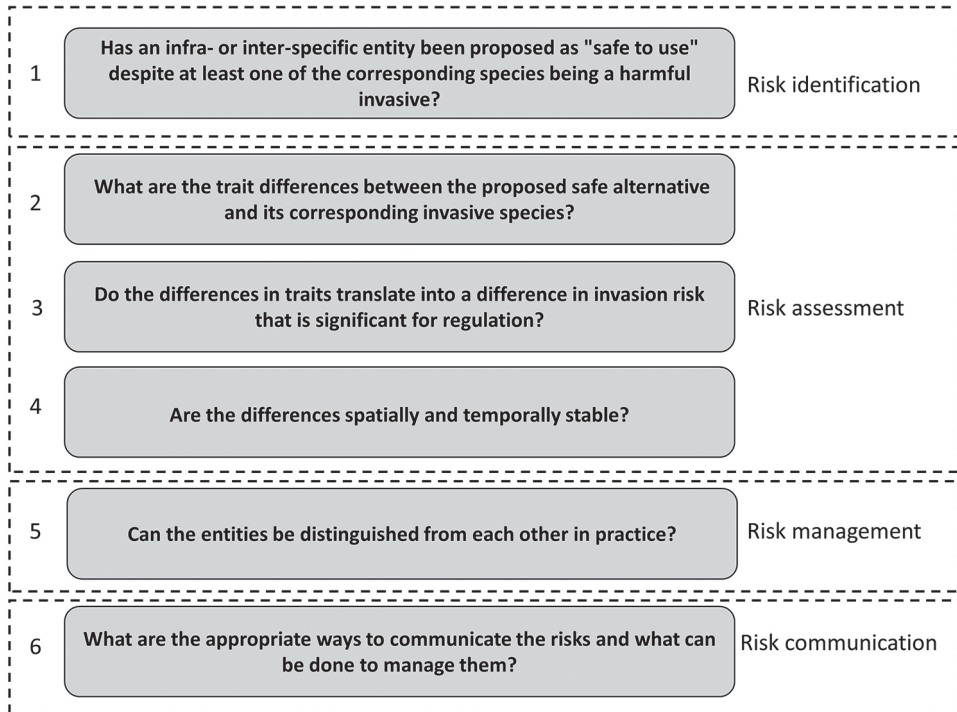 1
Has an infra- or inter-specific entity been proposed as "safe to use"
despite at least one of the corresponding species being a harmful
invasive?
Risk identification
2
What are the trait differences between the proposed safe alternative
and its corresponding invasive species?
3
Do the differences in traits translate into a difference in invasion risk
that is significant for regulation?
Risk assessment
4
Are the differences spatially and temporally stable?
5
Can the entities be distinguished from each other in practice?
Risk management
6
What are the appropriate ways to communicate the risks and what can
be done to manage them?
Risk communication